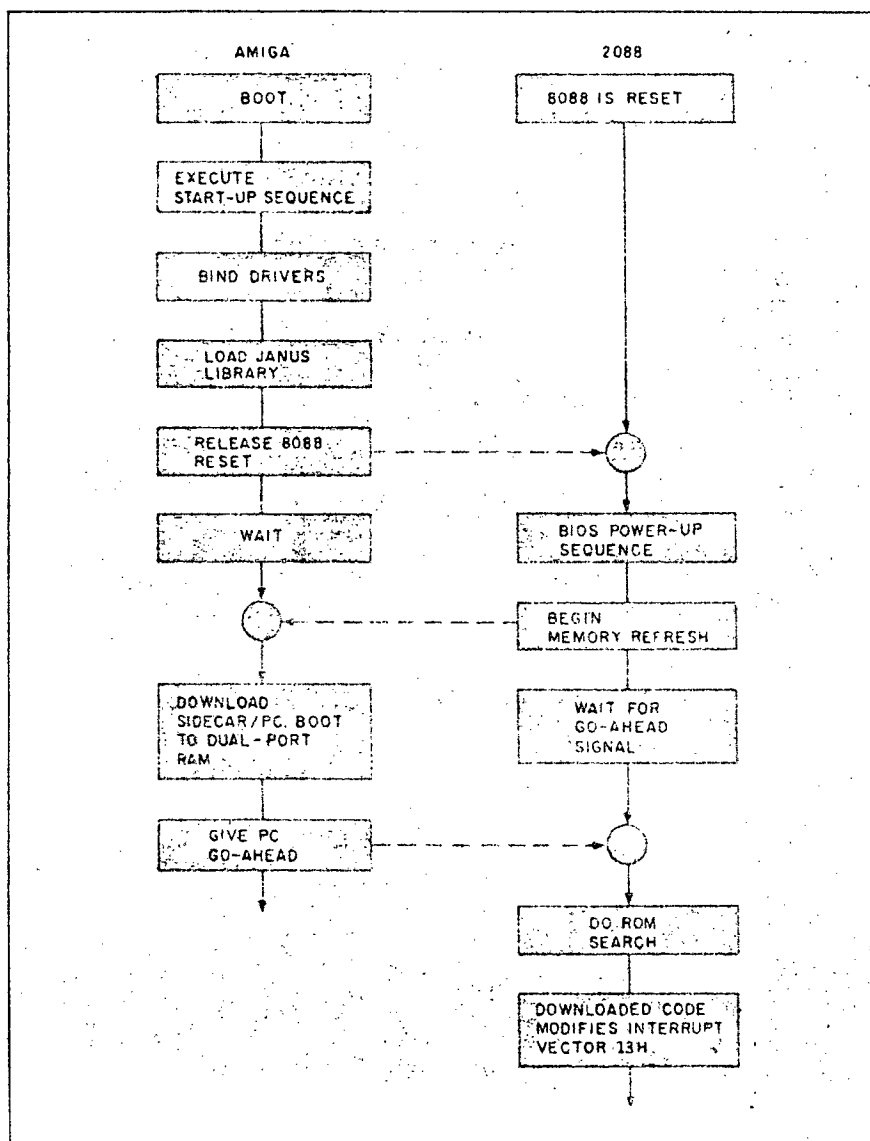 AMIGA
BOOT
EXECUTE
START-UP SEQUENCE
BIND DRIVERS
LOAD JANUS
LIBRARY
RELEASE 8088
RESET
WAIT
DOWNLOAD
SIDECAR/PC. BOOT
TO DUAL-PORT
RAM
GIVE PC
GO-AHEAD
2088
8088 IS RESET
BIOS POWER-UP
SEQUENCE
BEGIN
MEMORY REFRESH
WAIT FOR
GO-AHEAD
SIGNAL
DO ROM
SEARCH
DOWNLOADED CODE
MODIFIES INTERRUPT
VECTOR 13H.